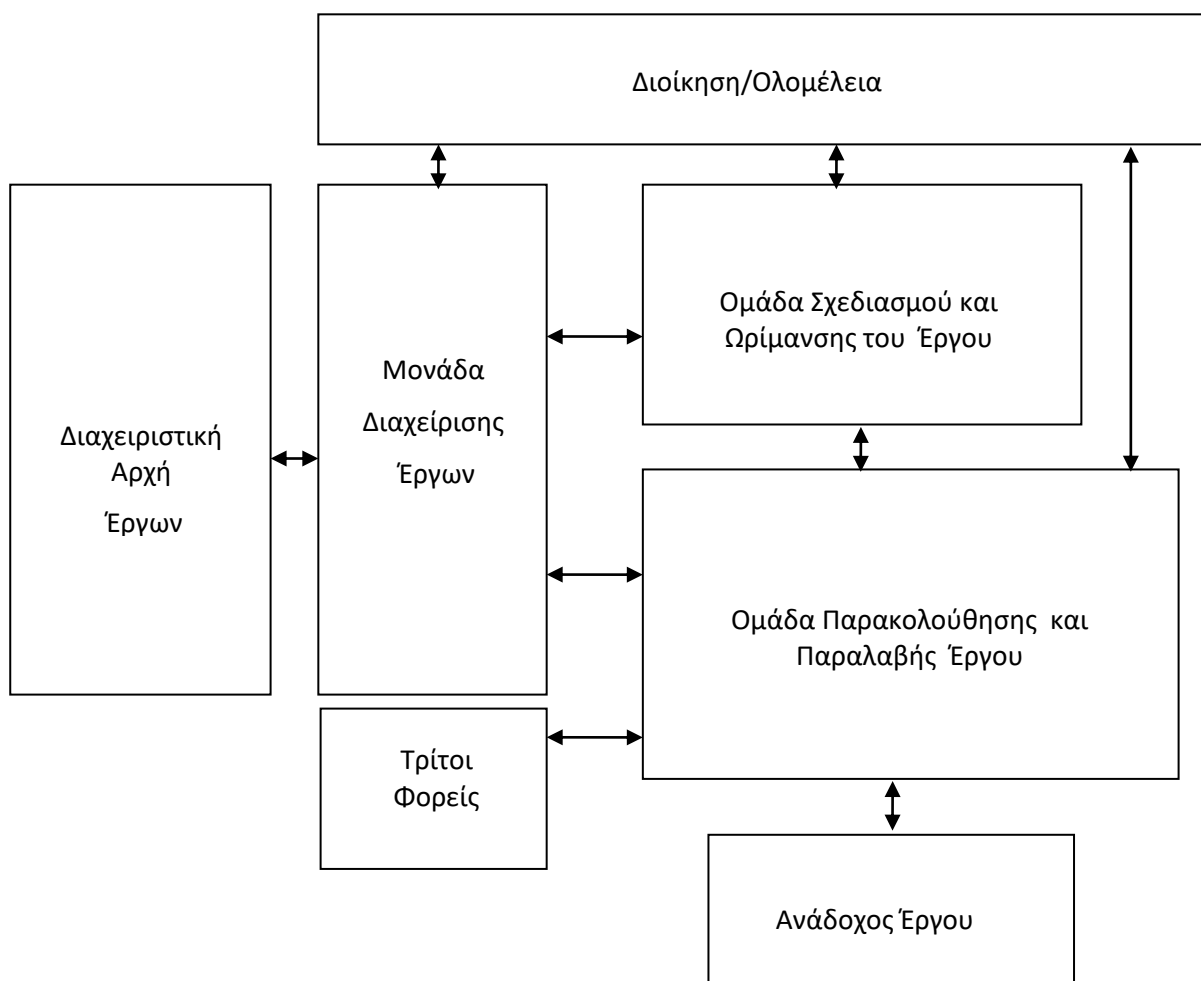 Διοίκηση/Ολομέλεια
Ομάδα Σχεδιασμού και
Ωρίμανσης του Έργου
Μονάδα
Διαχείρισης
Έργων
Διαχειριστική
Αρχή
Έργων
Ομάδα Παρακολούθησης και
Παραλαβής Έργου
Τρίτοι
Φορείς
Ανάδοχος Έργου